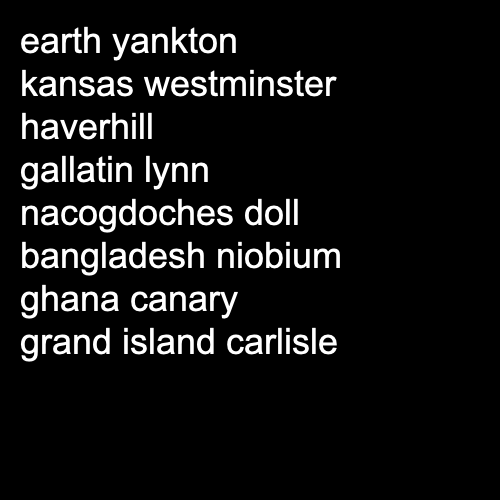 earth yankton
kansas westminster
haverhill
gallatin lynn
nacogdoches doll
bangladesh niobium
ghana canary
grand island carlisle